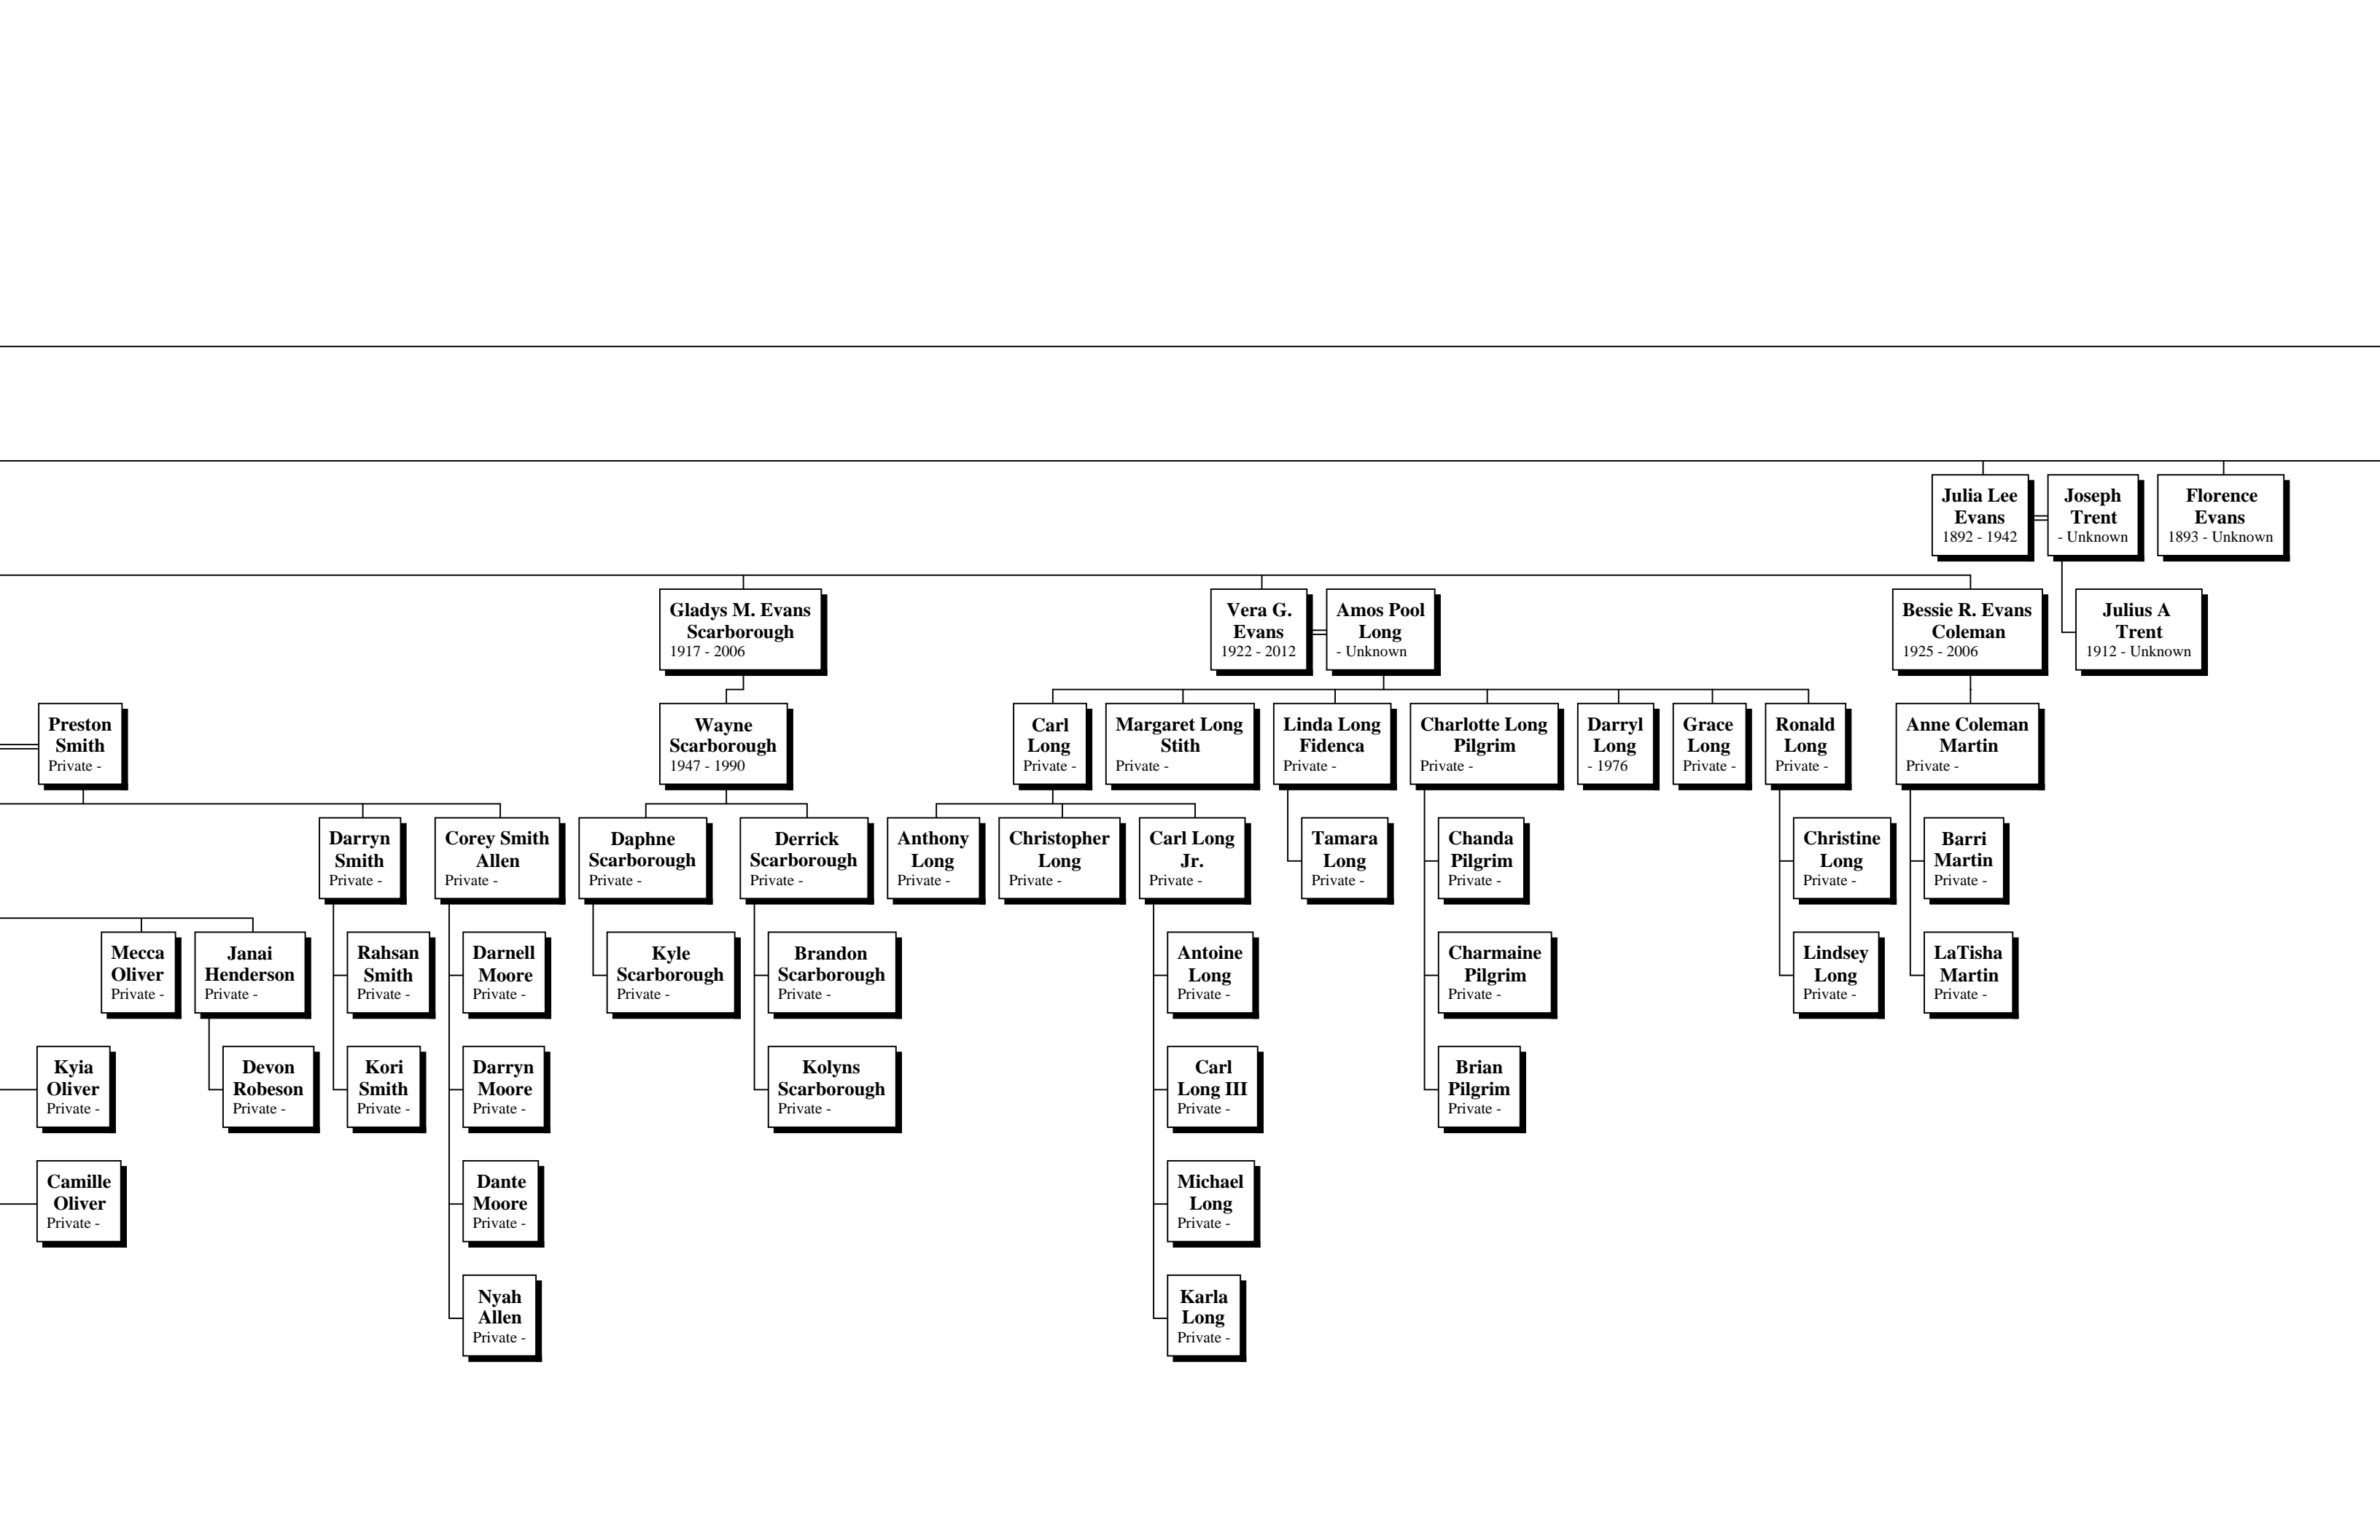 Julia Lee
Evans
1892 - 1942
Joseph
Trent
- Unknown
Florence
Evans
1893 - Unknown
Gladys M. Evans
Scarborough
1917 - 2006
Vera G.
Evans
1922 - 2012
Amos Pool
Long
- Unknown
Bessie R. Evans
Coleman
1925 - 2006
Julius A
Trent
1912 - Unknown
Preston
Smith
Private -
Wayne
Scarborough
1947 - 1990
Carl
Long
Private -
Margaret Long
Stith
Private -
Linda Long
Fidenca
Private -
Charlotte Long
Pilgrim
Private -
Darryl
Long
- 1976
Grace
Long
Private -
Ronald
Long
Private -
Anne Coleman
Martin
Private -
Darryn
Smith
Private -
Corey Smith
Allen
Private -
Daphne
Scarborough
Private -
Derrick
Scarborough
Private -
Anthony
Long
Private -
Christopher
Long
Private -
Carl Long
Jr.
Private -
Tamara
Long
Private -
Chanda
Pilgrim
Private -
Christine
Long
Private -
Barri
Martin
Private -
Mecca
Oliver
Private -
Janai
Henderson
Private -
Rahsan
Smith
Private -
Darnell
Moore
Private -
Kyle
Scarborough
Private -
Brandon
Scarborough
Private -
Antoine
Long
Private -
Charmaine
Pilgrim
Private -
Lindsey
Long
Private -
LaTisha
Martin
Private -
Kyia
Oliver
Private -
Devon
Robeson
Private -
Kori
Smith
Private -
Darryn
Moore
Private -
Kolyns
Scarborough
Private -
Carl
Long III
Private -
Brian
Pilgrim
Private -
Camille
Oliver
Private -
Dante
Moore
Private -
Michael
Long
Private -
Nyah
Allen
Private -
Karla
Long
Private -